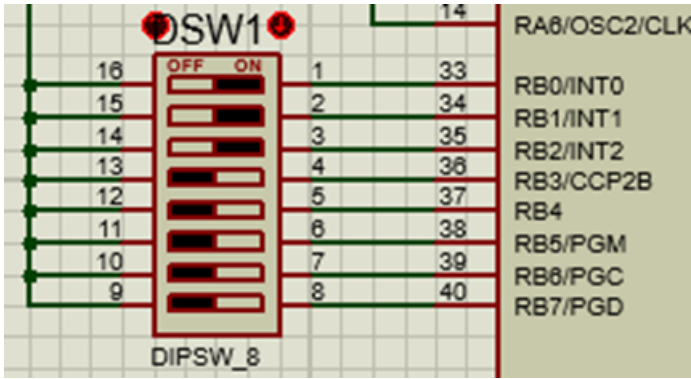 14
RA6/OSC2/CLK
DSW1
OFF ON
16 1 33 RB0/INT0
15 2 34 RB1/INT1
14 3 35 RB2/INT2
13 4 36 RB3/CCP2B
12 5 37 RB4
11 6 38 RB5/PGM
10 7 39 RB6/PGC
9 8 40 RB7/PGD
DIPSW_8